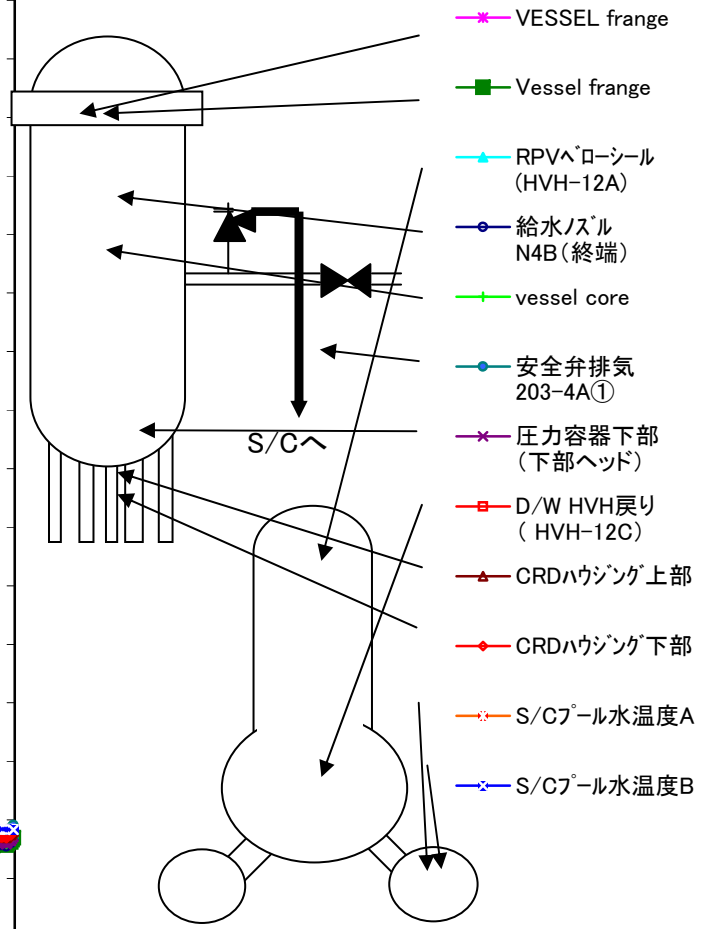 VESSEL frange
Vessel frange
RPVベローシール
(HVH-12A)
給水ノズル
N4B(終端)
vessel core
安全弁排気
203-4A①
圧力容器下部
(下部ヘッド)
D/W HVH戻り
( HVH-12C)
CRDハウジング上部
CRDハウジング下部
S/Cプール水温度A
S/Cプール水温度B
S/Cへ